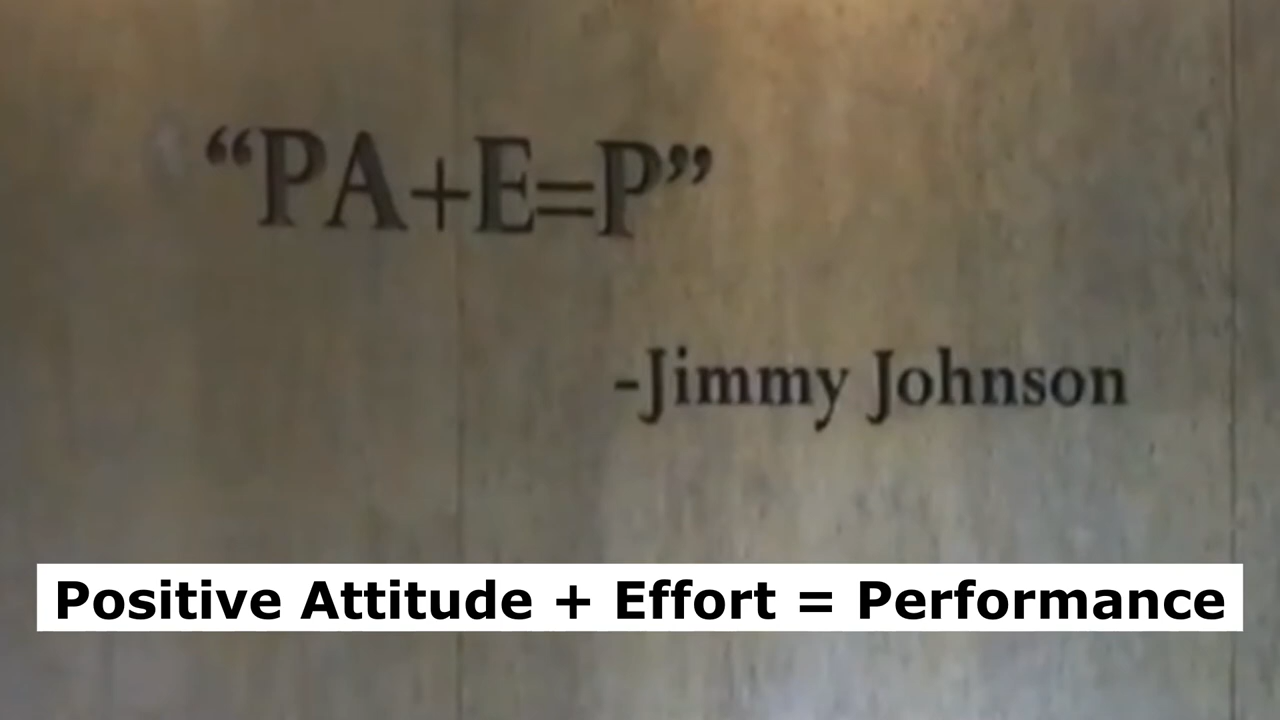 “PA+E=P”
-Jimmy Johnson
Positive Attitude + Effort = Performance